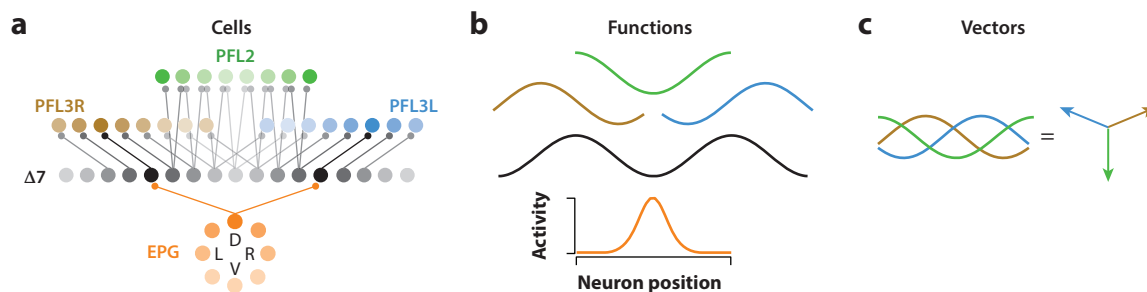 a
Cells
PFL2
PFL3R
PFL3L
Δ7
EPG
D
L R
V
b
Functions
Activity
Neuron position
c
Vectors
=